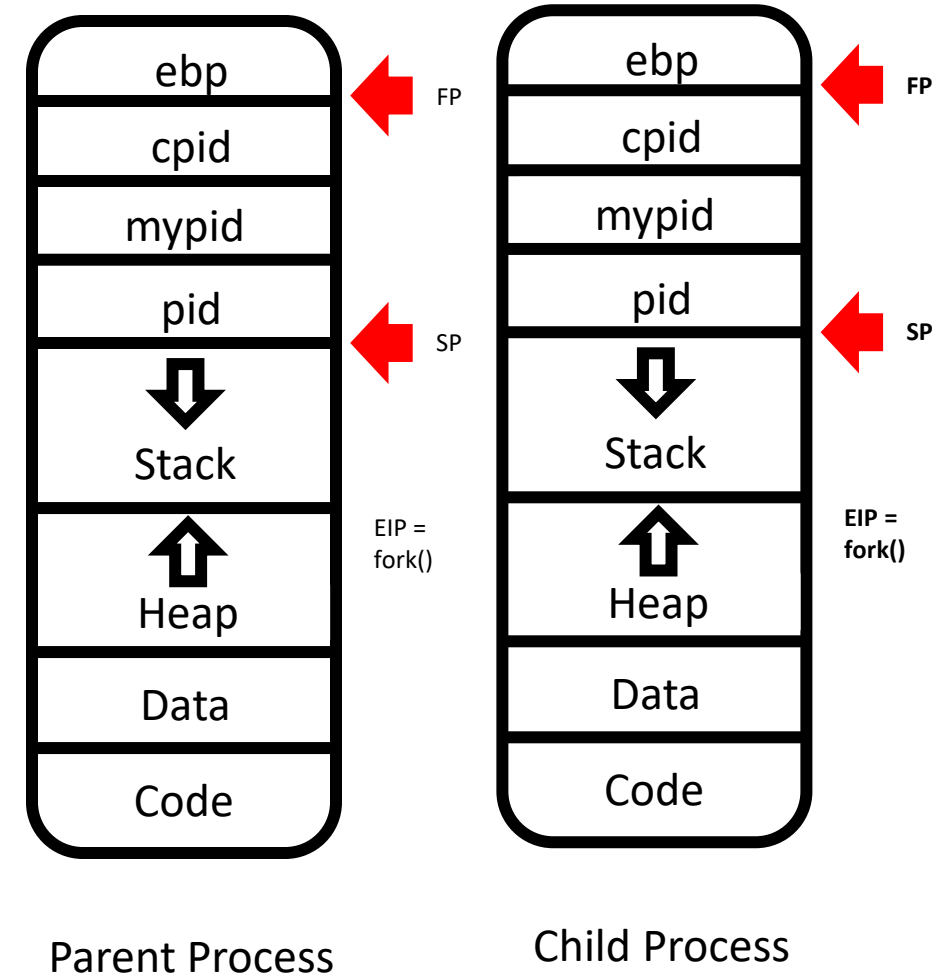 ebp
FP
cpid
mypid
pid
SP
Stack
EIP =
fork()
Heap
Data
Code
Parent Process
ebp
FP
cpid
mypid
pid
SP
Stack
EIP =
fork()
Heap
Data
Code
Child Process